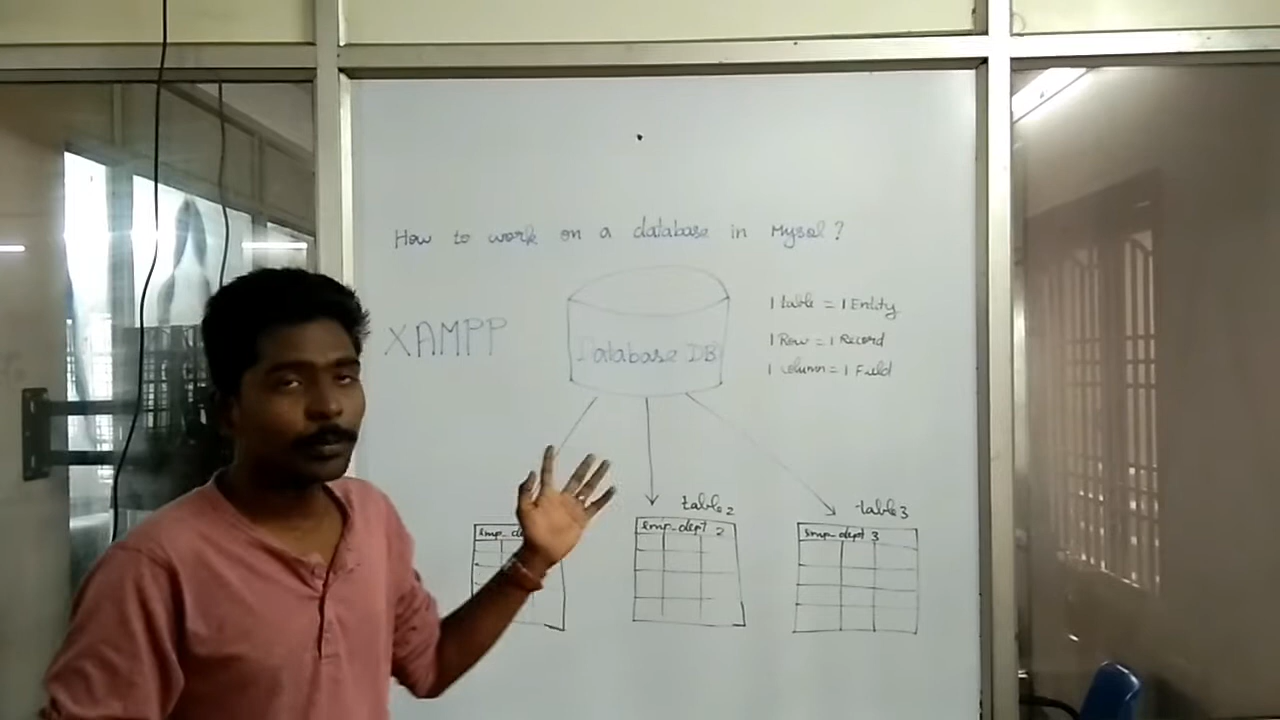 How to work on a database in Mysql?
XAMPP
Database DB
1 table = 1 Entity
1 Row = 1 Record
1 column = 1 Field
table 2
table 3
emp_de
emp_dept 2
emp_dept 3